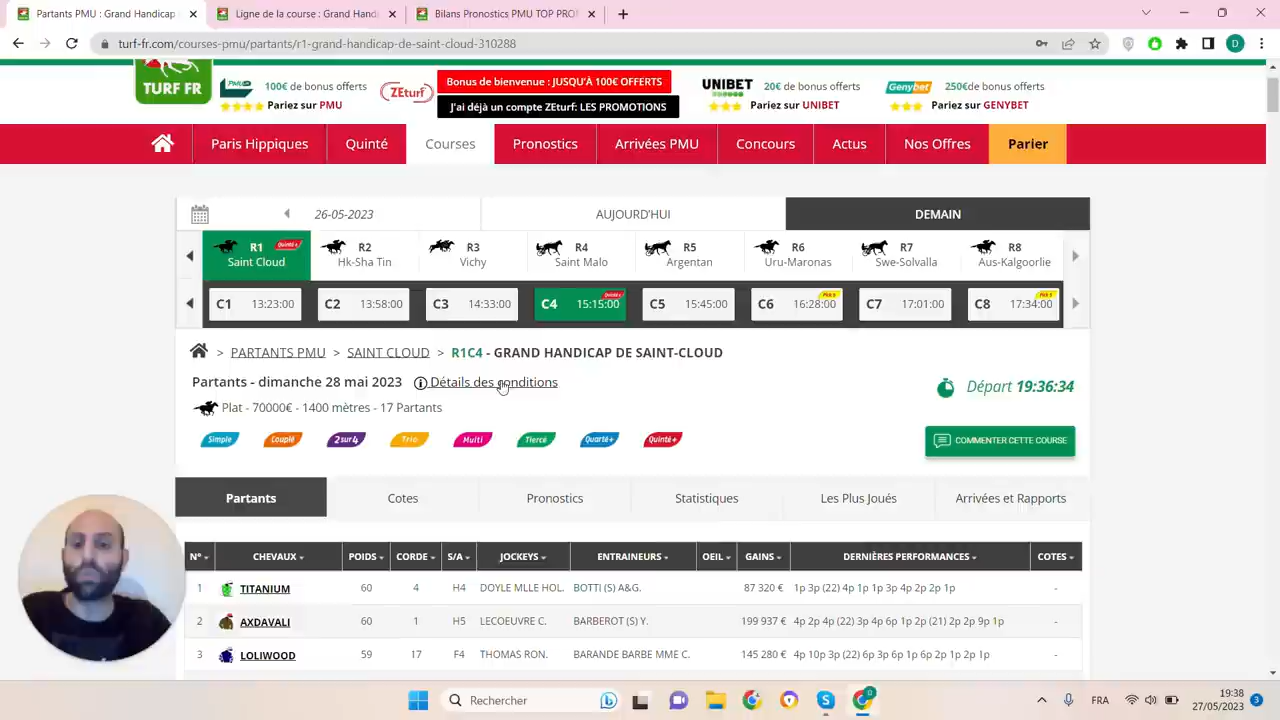 Partants PMU : Grand Handicap
Ligne de la course : Grand Handi
Bilans Pronostics PMU TOP PRO
turf-fr.com/courses-pmu/partants/r1-grand-handicap-de-saint-cloud-310288
D
TURF FR
PMU 100€ de bonus offerts
Pariez sur PMU
ZEturf
Bonus de bienvenue : JUSQU'À 100€ OFFERTS
J'ai déjà un compte ZEturf: LES PROMOTIONS
UNIBET 20€ de bonus offerts
Pariez sur UNIBET
Genybet 250€de bonus offerts
Pariez sur GENYBET
Paris Hippiques Quinté Courses Pronostics Arrivées PMU Concours Actus Nos Offres Parier
26-05-2023 AUJOURD'HUI DEMAIN
R1 Quinté+ R2 R3 R4 R5 R6 R7 R8
Saint Cloud Hk-Sha Tin Vichy Saint Malo Argentan Uru-Maronas Swe-Solvalla Aus-Kalgoorlie
C1 13:23:00 C2 13:58:00 C3 14:33:00 C4 15:15:00 Quinté+ C5 15:45:00 C6 16:28:00 Pick 5 C7 17:01:00 C8 17:34:00 Pick 5
> PARTANTS PMU > SAINT CLOUD > R1C4 - GRAND HANDICAP DE SAINT-CLOUD
Partants - dimanche 28 mai 2023 Détails des conditions
Départ 19:36:34
Plat - 70000€ - 1400 mètres - 17 Partants
Simple Couplé 2sur4 Trio Multi Tiercé Quarté+ Quinté+
COMMENTER CETTE COURSE
Partants Cotes Pronostics Statistiques Les Plus Joués Arrivées et Rapports
N° CHEVAUX POIDS CORDE S/A JOCKEYS ENTRAINEURS OEIL GAINS DERNIÈRES PERFORMANCES COTES
1 TITANIUM 60 4 H4 DOYLE MLLE HOL. BOTTI (S) A&G. 87 320 € 1p 3p (22) 4p 1p 1p 3p 4p 2p 2p 1p -
2 AXDAVALI 60 1 H5 LECOEUVRE C. BARBEROT (S) Y. 199 937 € 4p 2p 4p (22) 3p 4p 6p 1p 2p (21) 2p 2p 9p 1p -
3 LOLIWOOD 59 17 F4 THOMAS RON. BARANDE BARBE MME C. 145 280 € 4p 10p 3p (22) 6p 3p 6p 1p 6p 2p 1p 2p 1p -
Rechercher
FRA
19:38
27/05/2023
3